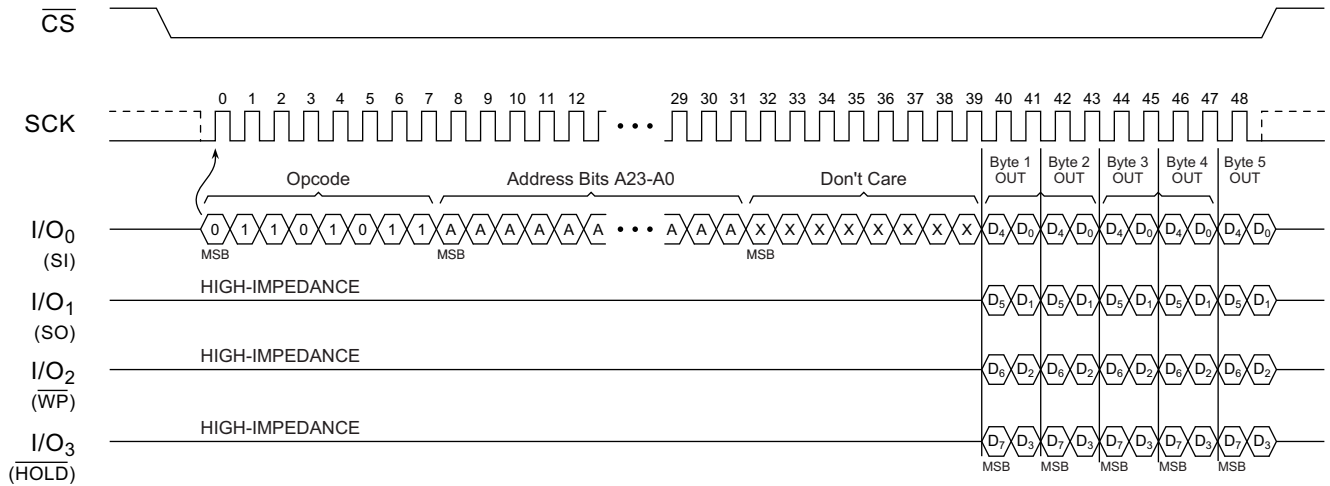 CS
0 1 2 3 4 5 6 7 8 9 10 11 12 29 30 31 32 33 34 35 36 37 38 39 40 41 42 43 44 45 46 47 48
SCK • • •
Byte 1 OUT Byte 2 OUT Byte 3 OUT Byte 4 OUT Byte 5 OUT
Opcode Address Bits A23-A0 Don't Care
I/O0 0 1 1 0 1 0 1 1 A A A A A A • • • A A A X X X X X X X X D4 D0 D4 D0 D4 D0 D4 D0 D4 D0
(SI) MSB MSB MSB
HIGH-IMPEDANCE
I/O1 D5 D1 D5 D1 D5 D1 D5 D1 D5 D1
(SO)
HIGH-IMPEDANCE
I/O2 D6 D2 D6 D2 D6 D2 D6 D2 D6 D2
(WP)
HIGH-IMPEDANCE
I/O3 D7 D3 D7 D3 D7 D3 D7 D3 D7 D3
(HOLD) MSB MSB MSB MSB MSB